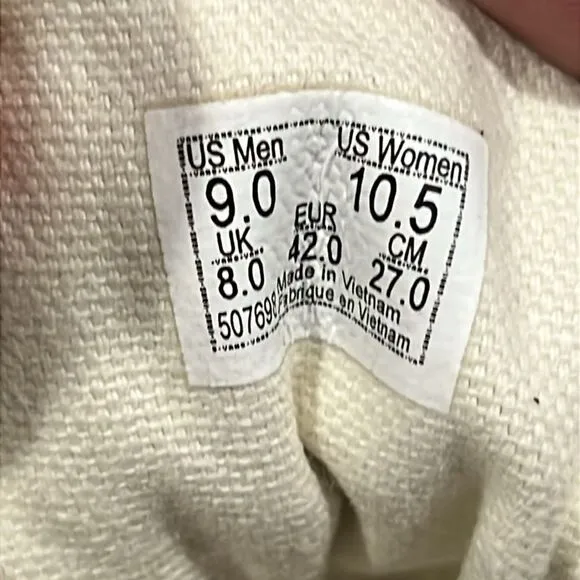 US Men
US Women
9.0
10.5
UK
EUR
CM
8.0
42.0
27.0
Made in Vietnam
507698
Fabrique en Vietnam